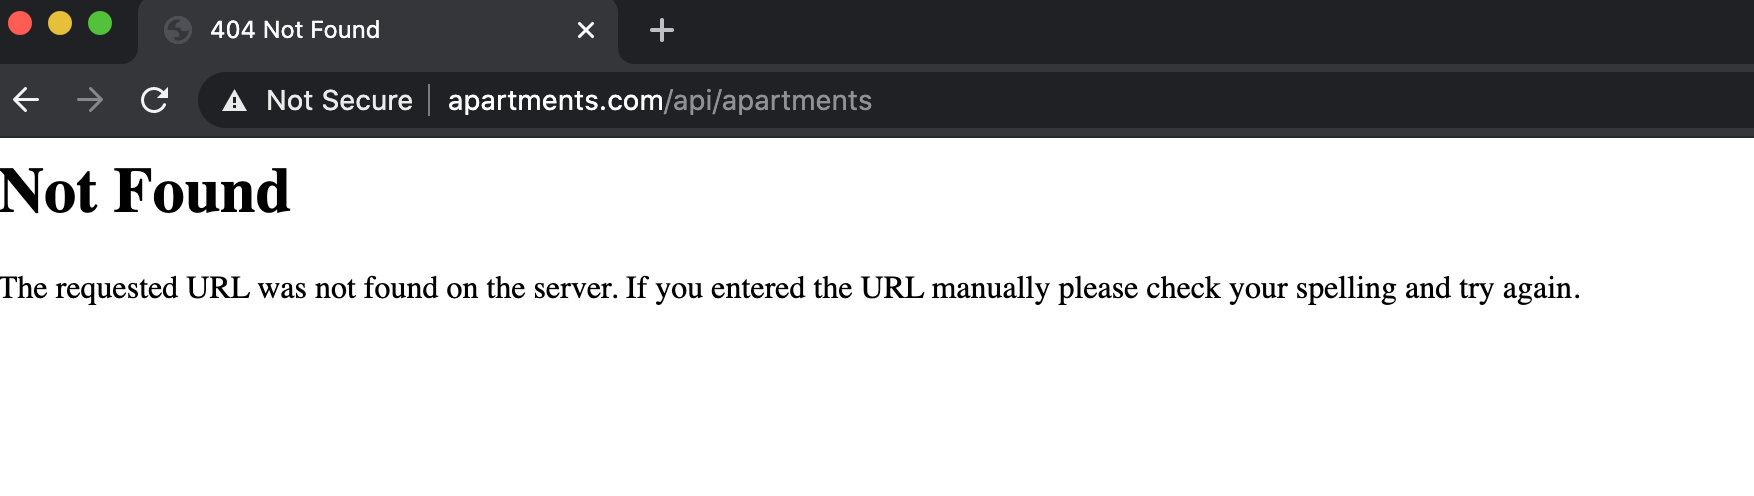 404 Not Found
Not Secure apartments.com/api/apartments
Not Found
The requested URL was not found on the server. If you entered the URL manually please check your spelling and try again.